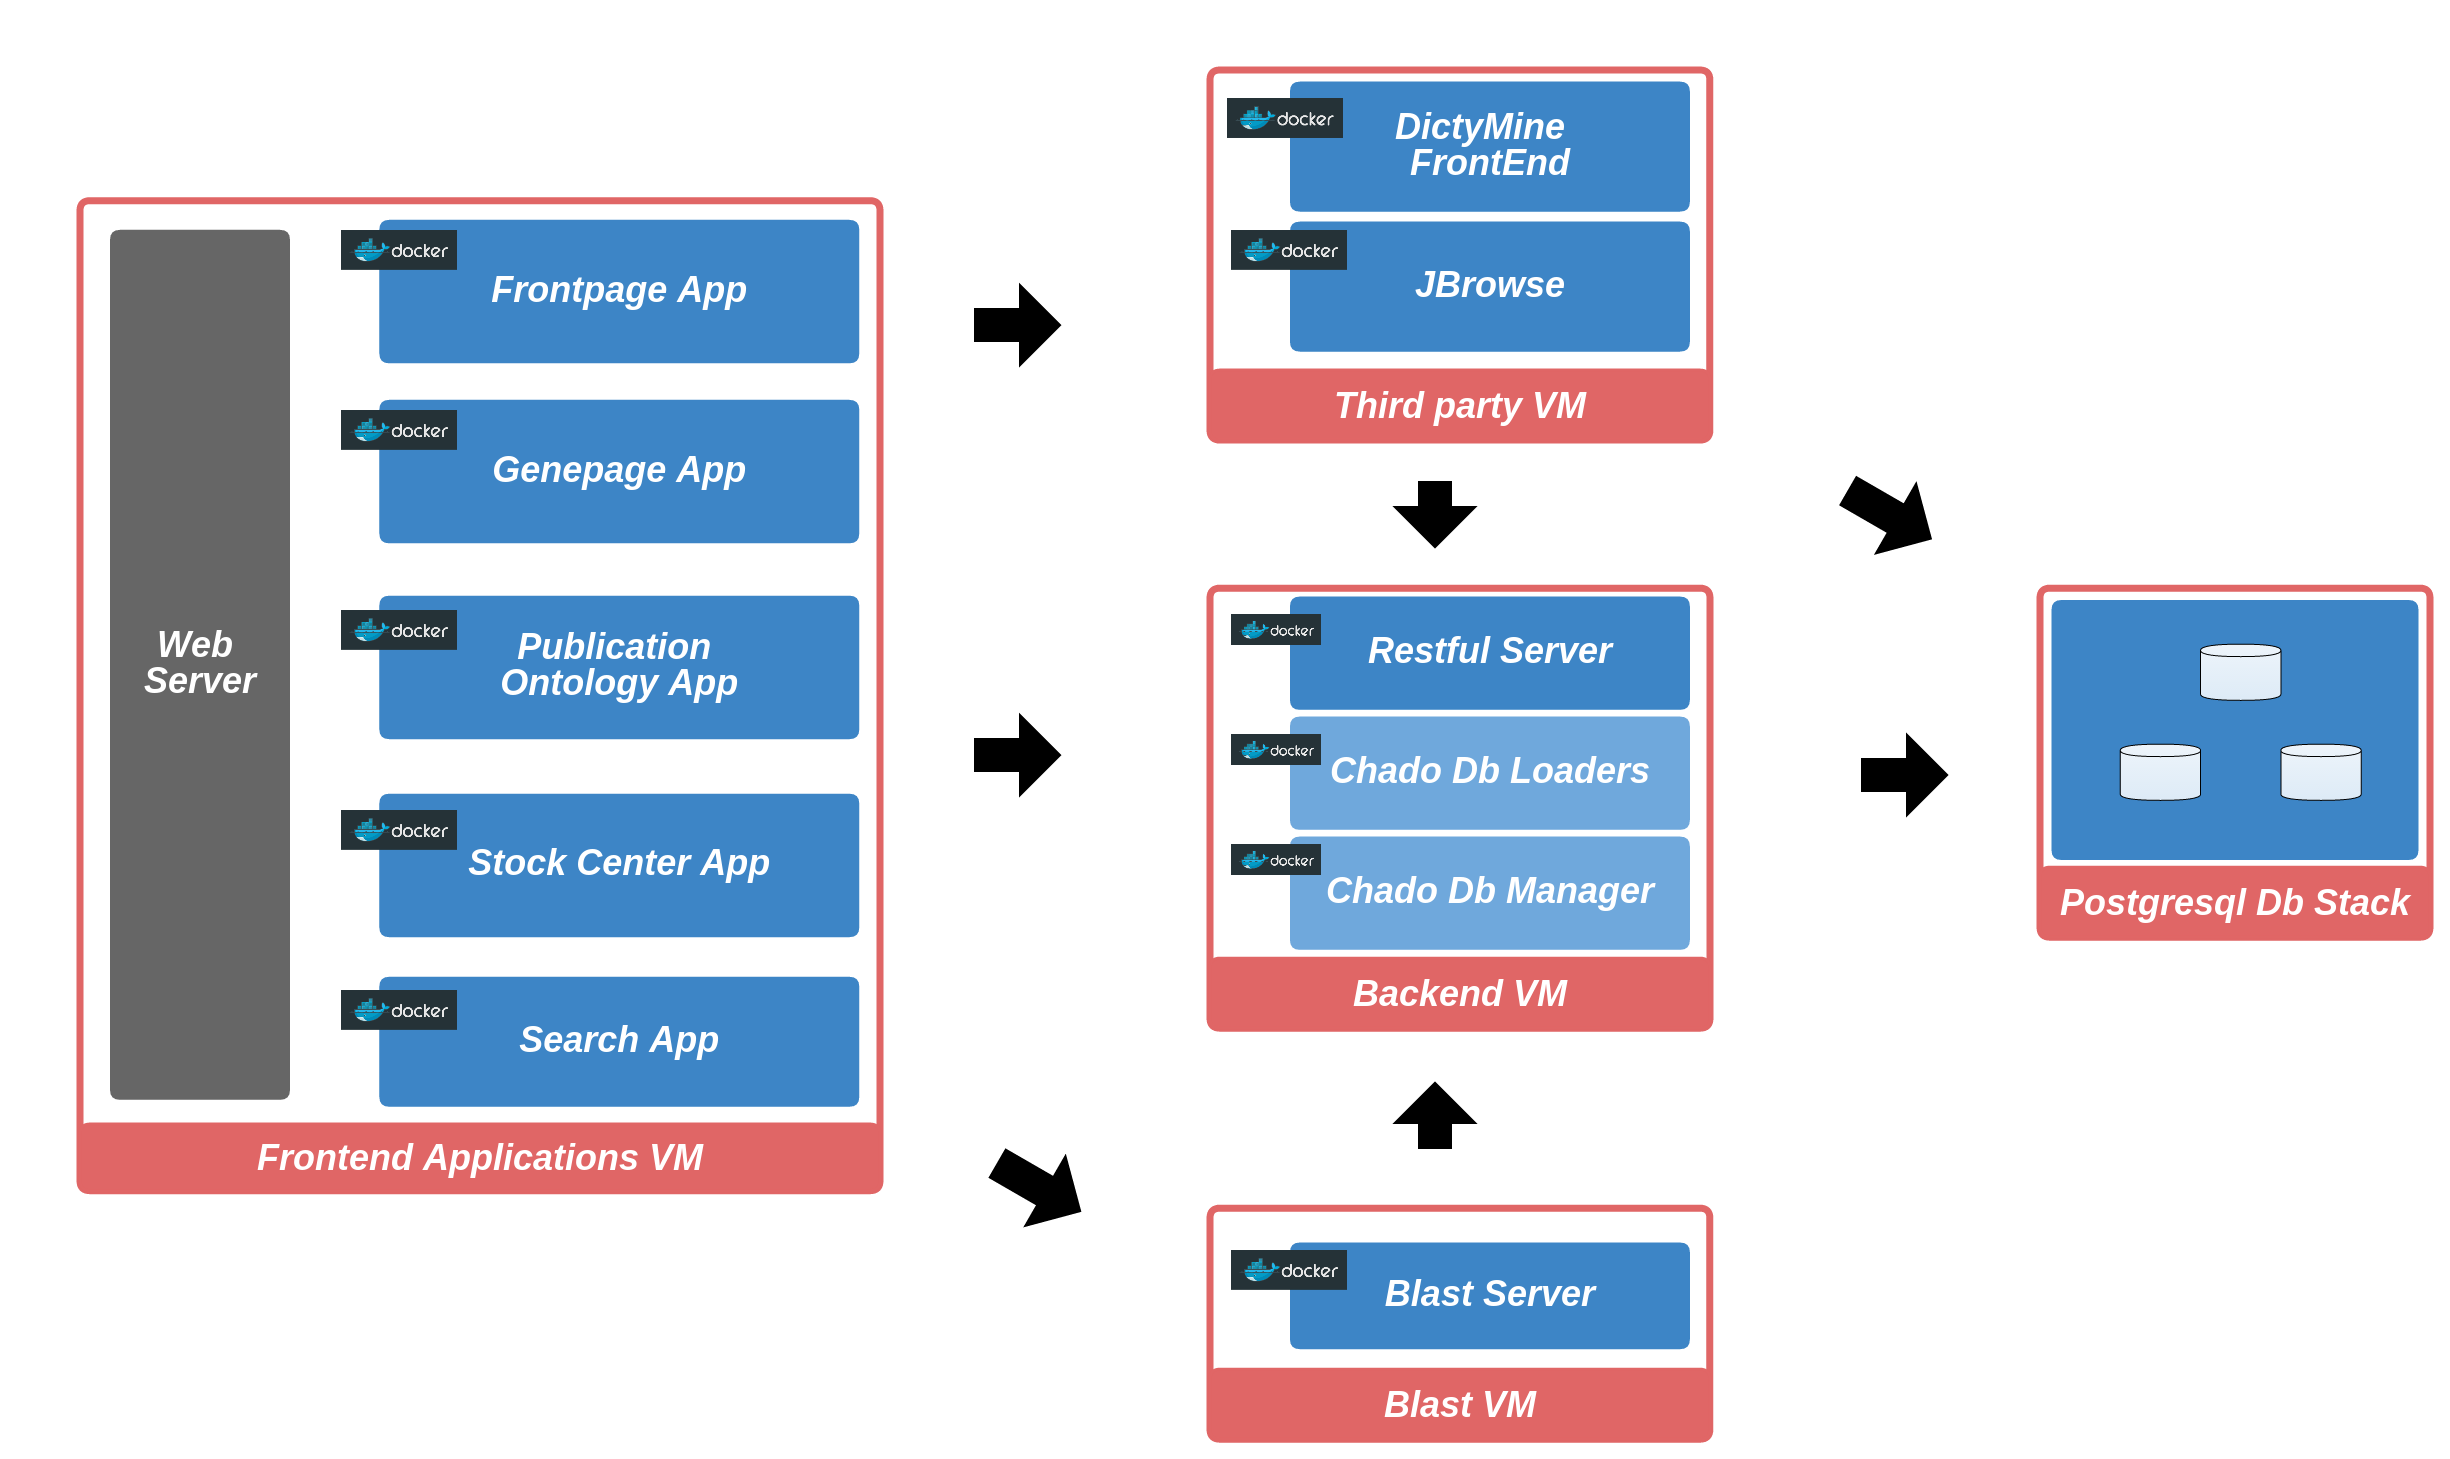 Web
Server
docker
Frontpage App
docker
Genepage App
docker
Publication
Ontology App
docker
Stock Center App
docker
Search App
Frontend Applications VM
docker
DictyMine
FrontEnd
docker
JBrowse
Third party VM
docker
Restful Server
docker
Chado Db Loaders
docker
Chado Db Manager
Backend VM
docker
Blast Server
Blast VM
Postgresql Db Stack